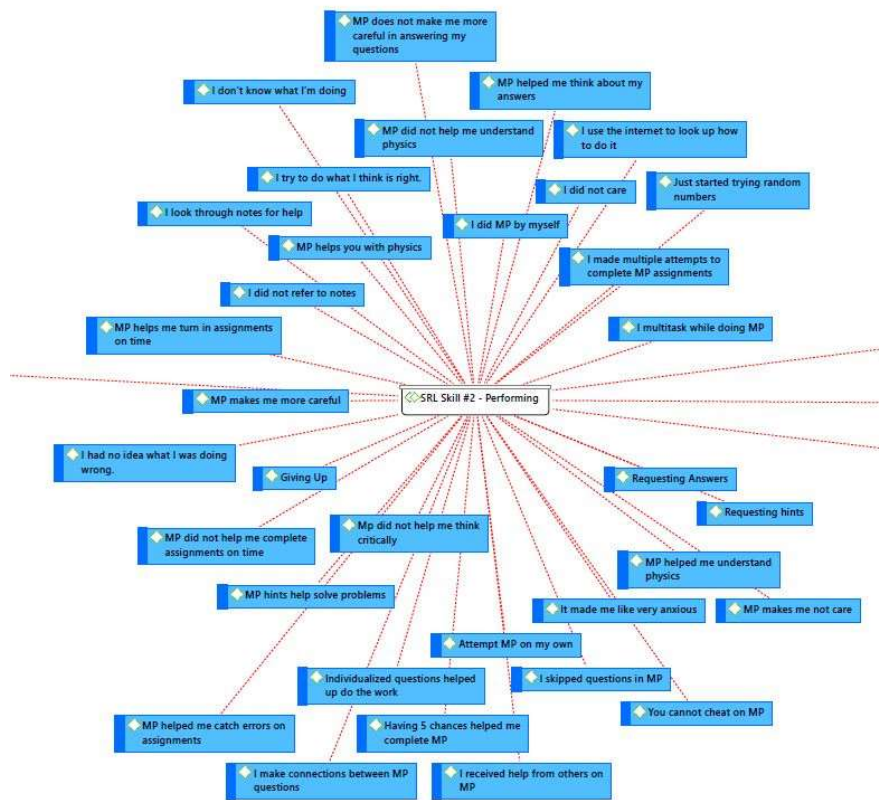 MP does not make me more
careful in answering my
questions
MP helped me think about my
answers
I don't know what I'm doing
MP did not help me understand
physics
I use the internet to look up how
to do it
I try to do what I think is right.
I did not care
Just started trying random
numbers
I look through notes for help
I did MP by myself
MP helps you with physics
I made multiple attempts to
complete MP assignments
I did not refer to notes
MP helps me turn in assignments
on time
I multitask while doing MP
SRL Skill #2 - Performing
MP makes me more careful
I had no idea what I was doing
wrong.
Giving Up
Requesting Answers
Requesting hints
MP did not help me complete
assignments on time
Mp did not help me think
critically
MP helped me understand
physics
MP hints help solve problems
It made me like very anxious
MP makes me not care
Attempt MP on my own
Individualized questions helped
up do the work
I skipped questions in MP
You cannot cheat on MP
MP helped me catch errors on
assignments
Having 5 chances helped me
complete MP
I make connections between MP
questions
I received help from others on
MP